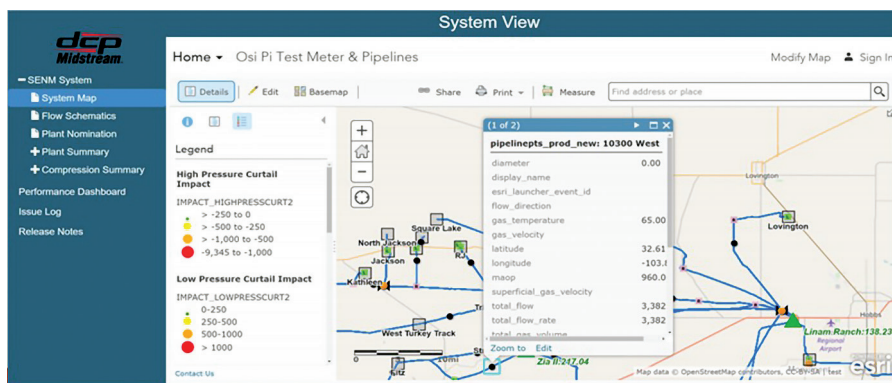 System View
dcp
Midstream.
SENM System
System Map
Flow Schematics
Plant Nomination
Plant Summary
Compression Summary
Performance Dashboard
Issue Log
Release Notes
Home Osi Pi Test Meter & Pipelines
Modify Map Sign In
Details Edit Basemap Share Print Measure Find address or place
Legend
High Pressure Curtail
Impact
IMPACT_HIGHPRESSCURT2
> -250 to 0
> -500 to -250
> -1,000 to -500
-9,345 to -1,000
Low Pressure Curtail Impact
IMPACT_LOWPRESSCURT2
0-250
250-500
500-1000
> 1000
Contact Us
(1 of 2)
pipelinepts_prod_new: 10300 West
diameter 0.00
display_name
esri_launcher_event_id
flow_direction
gas_temperature 65.00
gas_velocity
latitude 32.61
longitude -103.
maop 960.0
superficial_gas_velocity
total_flow 3,382
total_flow_rate 3,382
total_gas_volume
Zoom to Edit
Square Lake
North Jackson
Jackson
RJ
Kathleen
West Turkey Track
Zia II:217.04
Lovington
Lovington
Hobbs
Linam Ranch:138.23
Regional
Airport
Map data © OpenStreetMap contributors, CC-BY-SA | test
esri